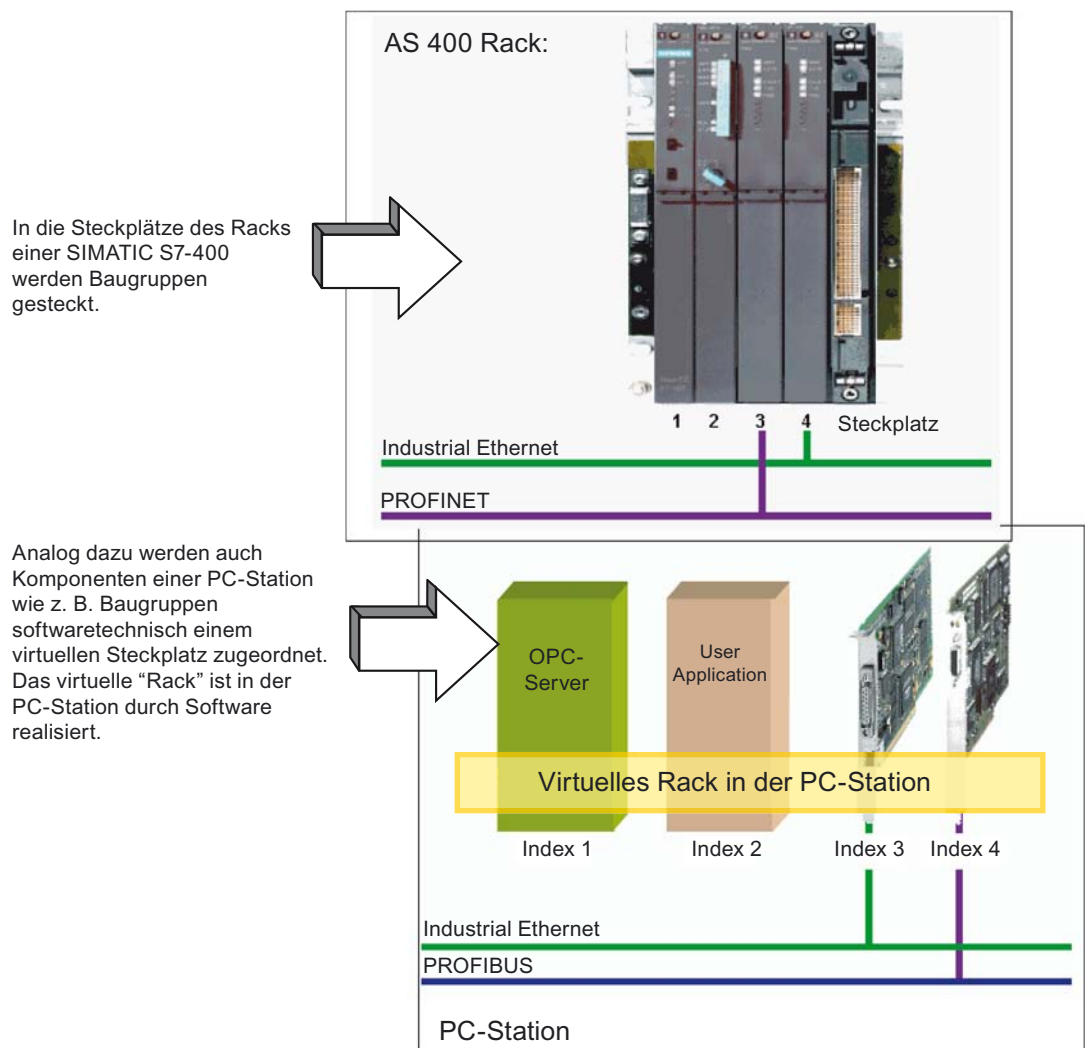 AS 400 Rack:
SIEMENS
In die Steckplätze des Racks
einer SIMATIC S7-400
werden Baugruppen
gesteckt.
1 2 3 4 Steckplatz
Industrial Ethernet
PROFINET
Analog dazu werden auch
Komponenten einer PC-Station
wie z. B. Baugruppen
softwaretechnisch einem
virtuellen Steckplatz zugeordnet.
Das virtuelle “Rack” ist in der
PC-Station durch Software
realisiert.
OPC-
Server
User
Application
Virtuelles Rack in der PC-Station
Index 1 Index 2 Index 3 Index 4
Industrial Ethernet
PROFIBUS
PC-Station